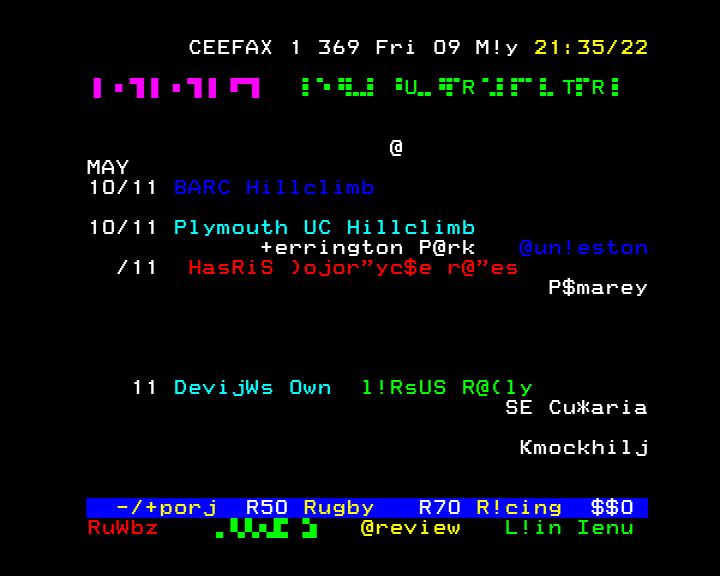 CEEFAX 1 369 Fri 09 M!y 21:35/22
@
MAY
10/11 BARC Hillclimb
10/11 Plymouth UC Hillclimb
+errington P@rk @un!eston
/11 HasRiS )ojor"yc$e r@"es
P$marey
11 DevijWs Own l!RsUS R@(ly
SE Cu*aria
Kmockhilj
-/+porj R50 Rugby R70 R!cing $$0
RuWbz @review L!in Ienu